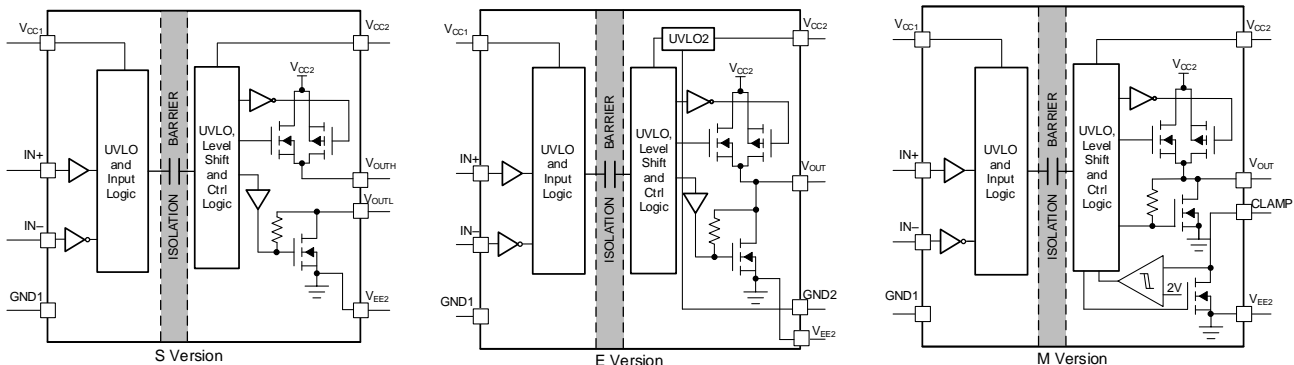 VCC1
VCC2
VCC2
UVLO
and
Input
Logic
ISOLATION BARRIER
UVLO,
Level
Shift
and
Ctrl
Logic
IN+
IN−
GND1
VOUTH
VOUTL
VEE2
S Version
VCC1
VCC2
UVLO2
VCC2
UVLO
and
Input
Logic
ISOLATION BARRIER
UVLO,
Level
Shift
and
Ctrl
Logic
IN+
IN−
GND1
VOUT
GND2
VEE2
E Version
VCC1
VCC2
VCC2
UVLO
and
Input
Logic
ISOLATION BARRIER
UVLO,
Level
Shift
and
Ctrl
Logic
IN+
IN−
GND1
VOUT
CLAMP
2V
VEE2
M Version